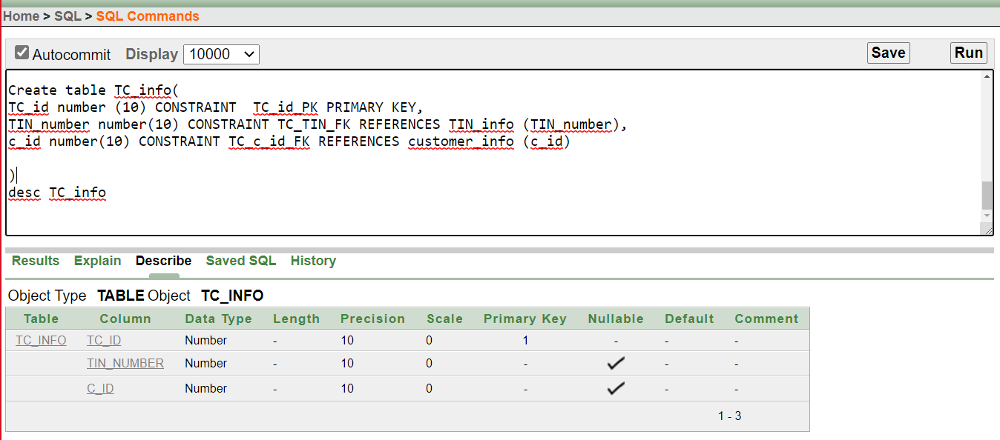 Home > SQL > SQL Commands
Autocommit Display 10000 Save Run
Create table TC_info(
TC_id number (10) CONSTRAINT  TC_id_PK PRIMARY KEY,
TIN_number number(10) CONSTRAINT TC_TIN_FK REFERENCES TIN_info (TIN_number),
c_id number(10) CONSTRAINT TC_c_id_FK REFERENCES customer_info (c_id)
)
desc TC_info
Results Explain Describe Saved SQL History
Object Type TABLE Object TC_INFO
Table Column Data Type Length Precision Scale Primary Key Nullable Default Comment
TC_INFO TC_ID Number - 10 0 1 - - -
TIN_NUMBER Number - 10 0 - ✓ - -
C_ID Number - 10 0 - ✓ - -
1 - 3